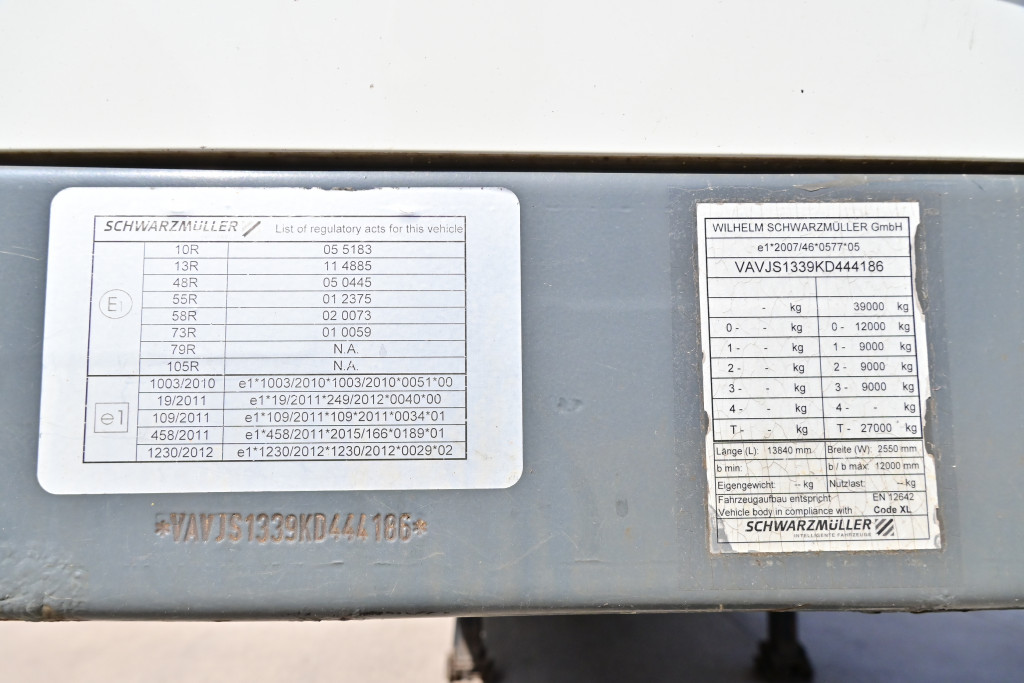 SCHWARZMÜLLER List of regulatory acts for this vehicle
E1
10R 05 5183
13R 11 4885
48R 05 0445
55R 01 2375
58R 02 0073
73R 01 0059
79R N.A.
105R N.A.
e1
1003/2010 e1*1003/2010*1003/2010*0051*00
19/2011 e1*19/2011*249/2012*0040*00
109/2011 e1*109/2011*109*2011*0034*01
458/2011 e1*458/2011*2015/166*0189*01
1230/2012 e1*1230/2012*1230/2012*0029*02
*VAVJS1339KD444186*
WILHELM SCHWARZMÜLLER GmbH
e1*2007/46*0577*05
VAVJS1339KD444186
- kg 39000 kg
0 - - kg 0 - 12000 kg
1 - - kg 1 - 9000 kg
2 - - kg 2 - 9000 kg
3 - - kg 3 - 9000 kg
4 - - kg 4 - - kg
T - - kg T - 27000 kg
Länge (L): 13840 mm Breite (W): 2550 mm
b min: b / b máx: 12000 mm
Eigengewicht: -- kg Nutzlast: -- kg
Fahrzeugaufbau entspricht EN 12642
Vehicle body in compliance with Code XL
SCHWARZMÜLLER
INTELLIGENTE FAHRZEUGE